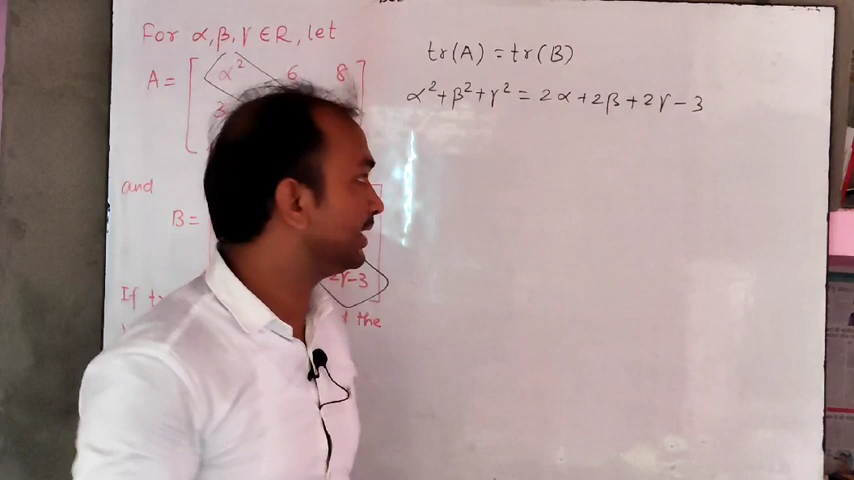 For α, β, γ ∈ R, let
A = [ α² 6 8 ]
3
and
B =
2γ-3
If
the
tr(A) = tr(B)
α²+β²+γ² = 2α+2β+2γ-3